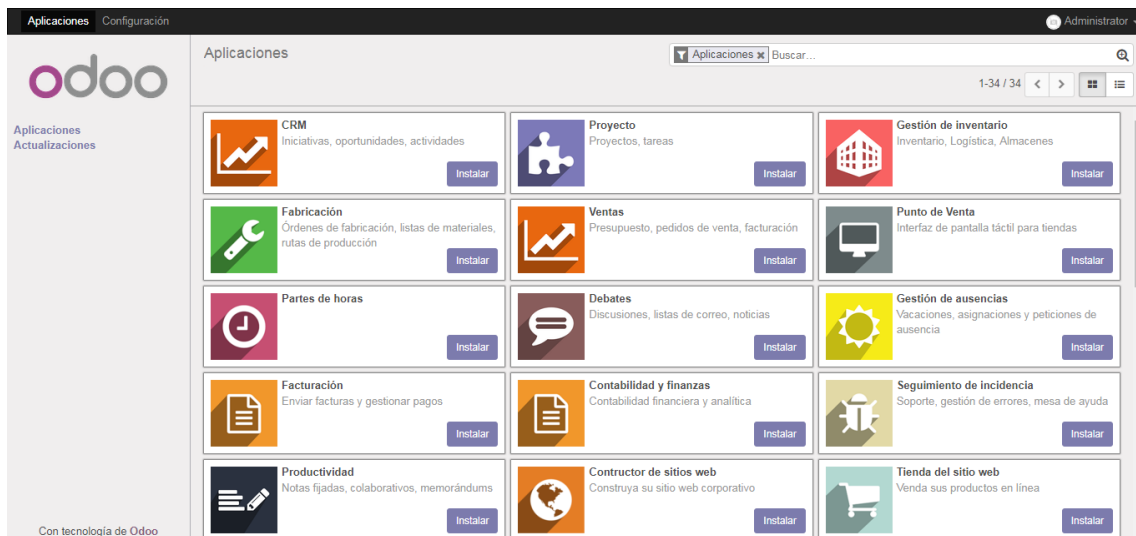 Aplicaciones Configuración Administrator
odoo
Aplicaciones
Actualizaciones
Con tecnología de Odoo
Aplicaciones
Aplicaciones x Buscar...
1-34 / 34
CRM
Iniciativas, oportunidades, actividades
Instalar
Proyecto
Proyectos, tareas
Instalar
Gestión de inventario
Inventario, Logística, Almacenes
Instalar
Fabricación
Órdenes de fabricación, listas de materiales,
rutas de producción
Instalar
Ventas
Presupuesto, pedidos de venta, facturación
Instalar
Punto de Venta
Interfaz de pantalla táctil para tiendas
Instalar
Partes de horas
Instalar
Debates
Discusiones, listas de correo, noticias
Instalar
Gestión de ausencias
Vacaciones, asignaciones y peticiones de
ausencia
Instalar
Facturación
Enviar facturas y gestionar pagos
Instalar
Contabilidad y finanzas
Contabilidad financiera y analítica
Instalar
Seguimiento de incidencia
Soporte, gestión de errores, mesa de ayuda
Instalar
Productividad
Notas fijadas, colaborativos, memorándums
Instalar
Contructor de sitios web
Construya su sitio web corporativo
Instalar
Tienda del sitio web
Venda sus productos en línea
Instalar